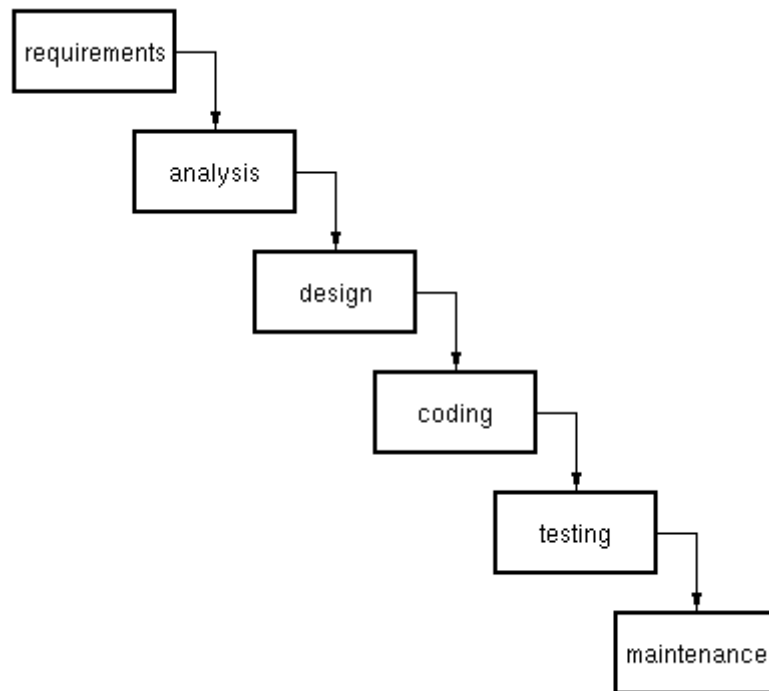 requirements
analysis
design
coding
testing
maintenance